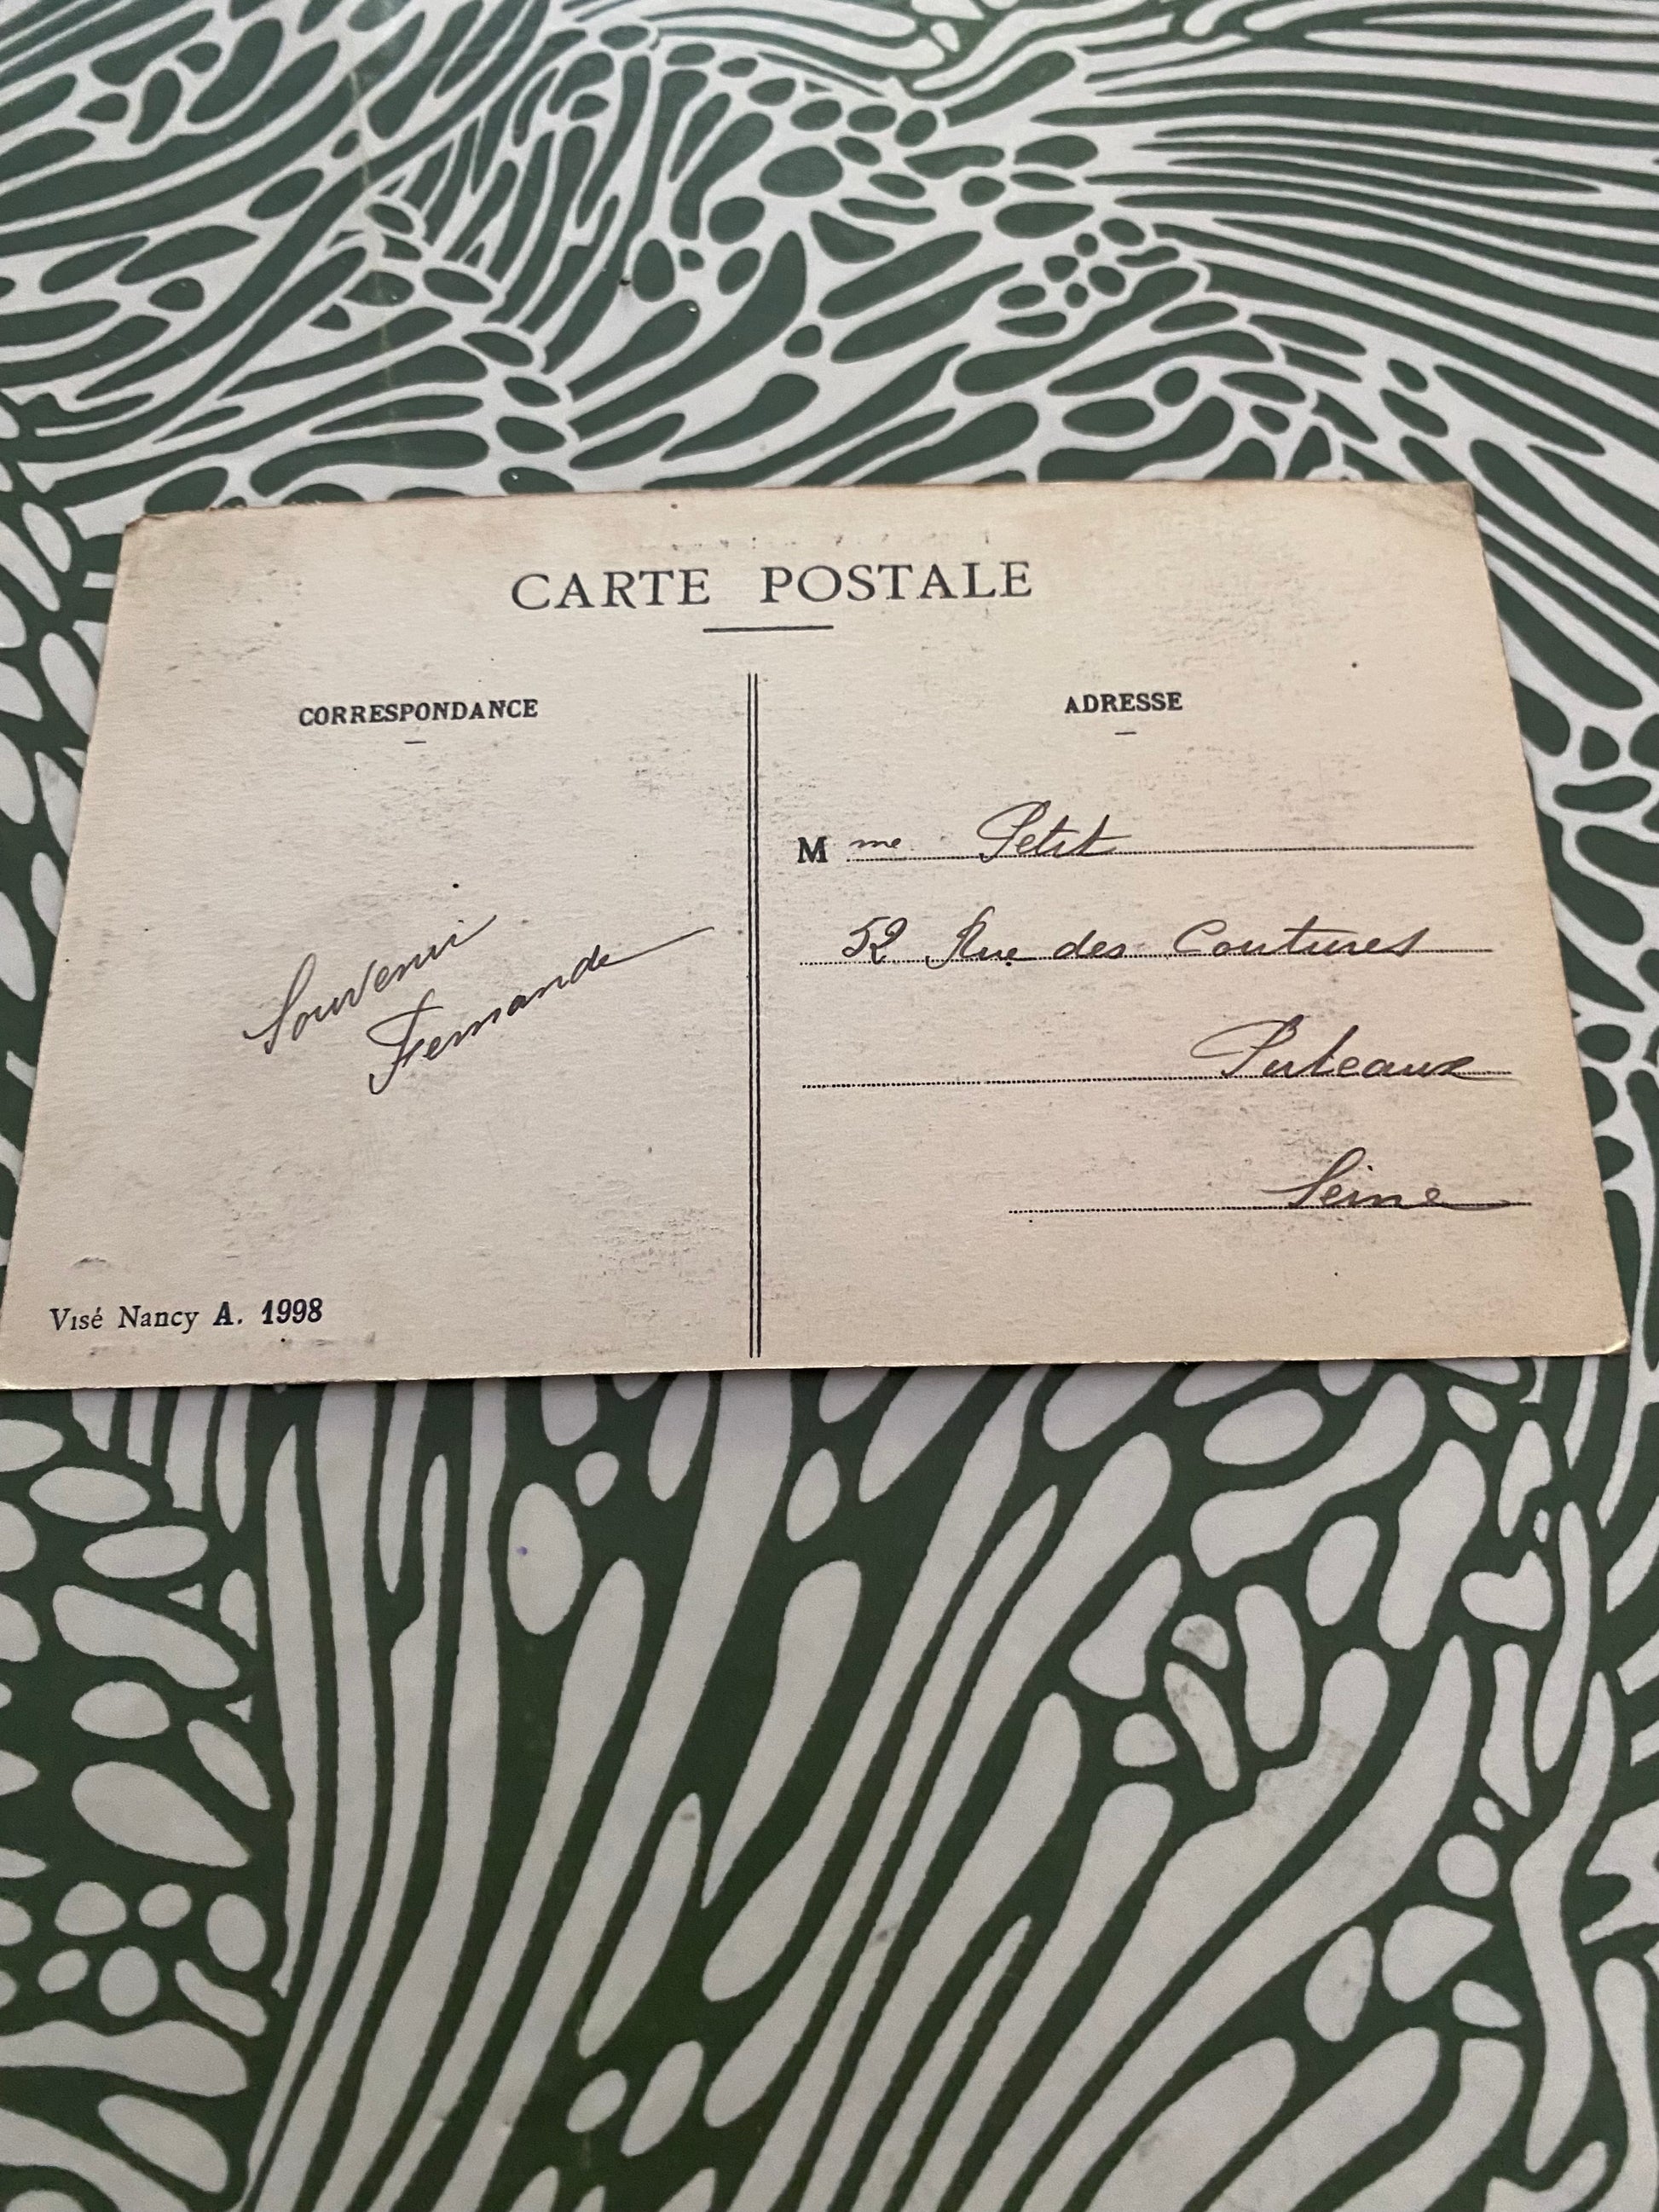 CARTE POSTALE
CORRESPONDANCE
Souvenir
Fernande
Visé Nancy A. 1998
ADRESSE
Mme Petit
52 Rue des Coutures
Puteaux
Seine